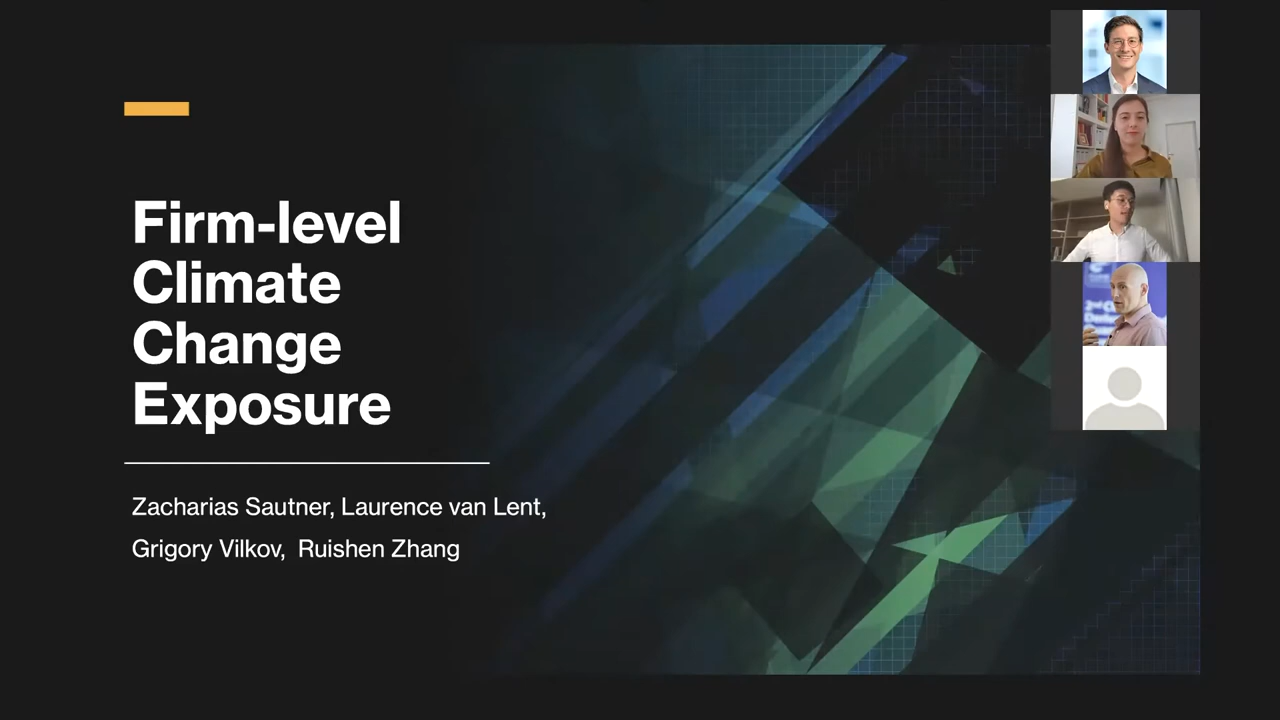 Firm-level
Climate
Change
Exposure
Zacharias Sautner, Laurence van Lent,
Grigory Vilkov, Ruishen Zhang